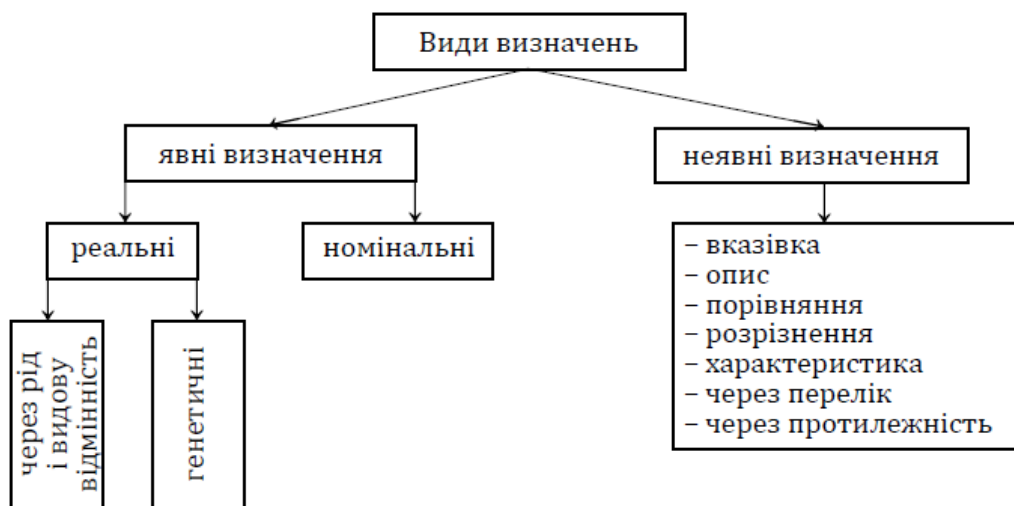 Види визначень
явні визначення
неявні визначення
реальні
номінальні
– вказівка
– опис
– порівняння
– розрізнення
– характеристика
– через перелік
– через протилежність
через рід
і видову
відмінність
генетичні